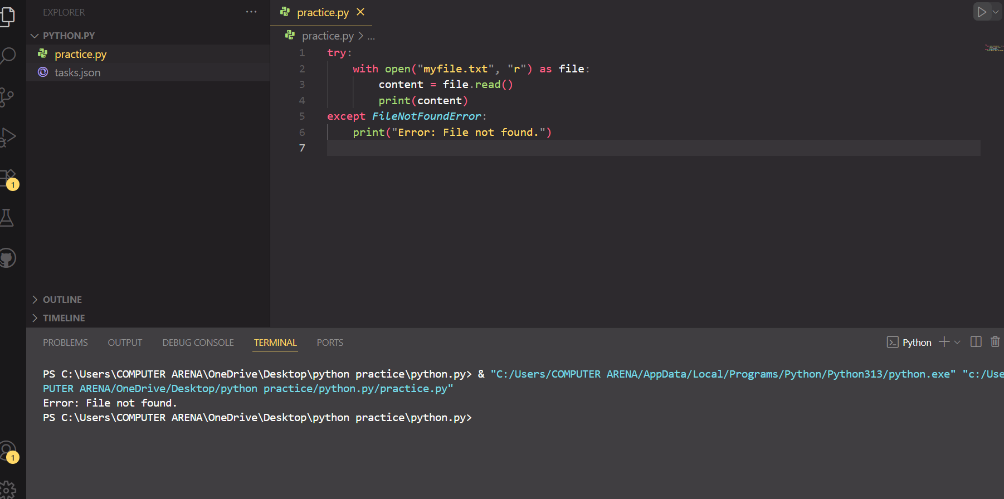 EXPLORER ...
PYTHON.PY
practice.py
tasks.json
OUTLINE
TIMELINE
1
1
practice.py
practice.py > ...
1 try:
2 with open("myfile.txt", "r") as file:
3 content = file.read()
4 print(content)
5 except FileNotFoundError:
6 print("Error: File not found.")
7
PROBLEMS OUTPUT DEBUG CONSOLE TERMINAL PORTS
Python
PS C:\Users\COMPUTER ARENA\OneDrive\Desktop\python practice\python.py> & "C:/Users/COMPUTER ARENA/AppData/Local/Programs/Python/Python313/python.exe" "c:/Use
PUTER ARENA/OneDrive/Desktop/python practice/python.py/practice.py"
Error: File not found.
PS C:\Users\COMPUTER ARENA\OneDrive\Desktop\python practice\python.py>